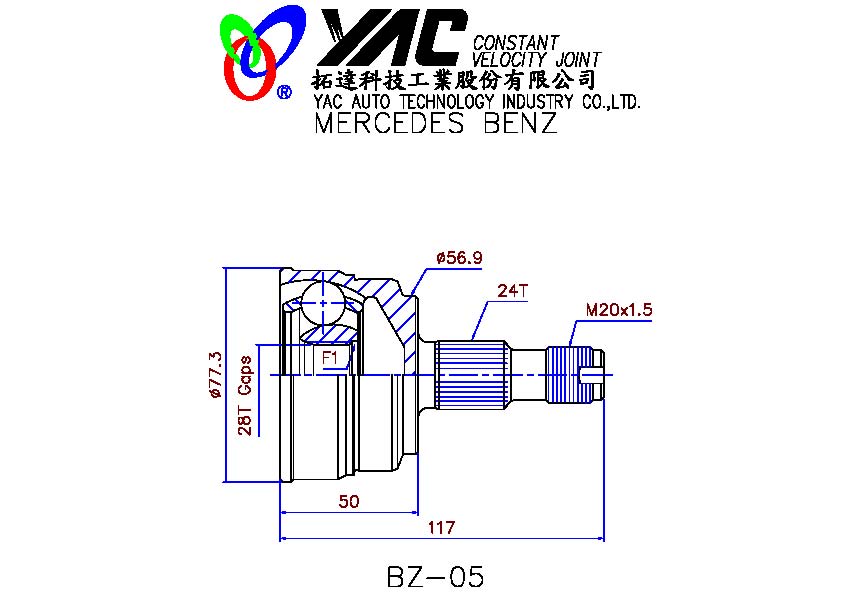 YAC CONSTANT
VELOCITY JOINT
®
拓達科技工業股份有限公司
YAC AUTO TECHNOLOGY INDUSTRY CO.,LTD.
MERCEDES BENZ
ø56.9
24T
M20x1.5
ø77.3
28T Gaps
F1
50
117
BZ-05